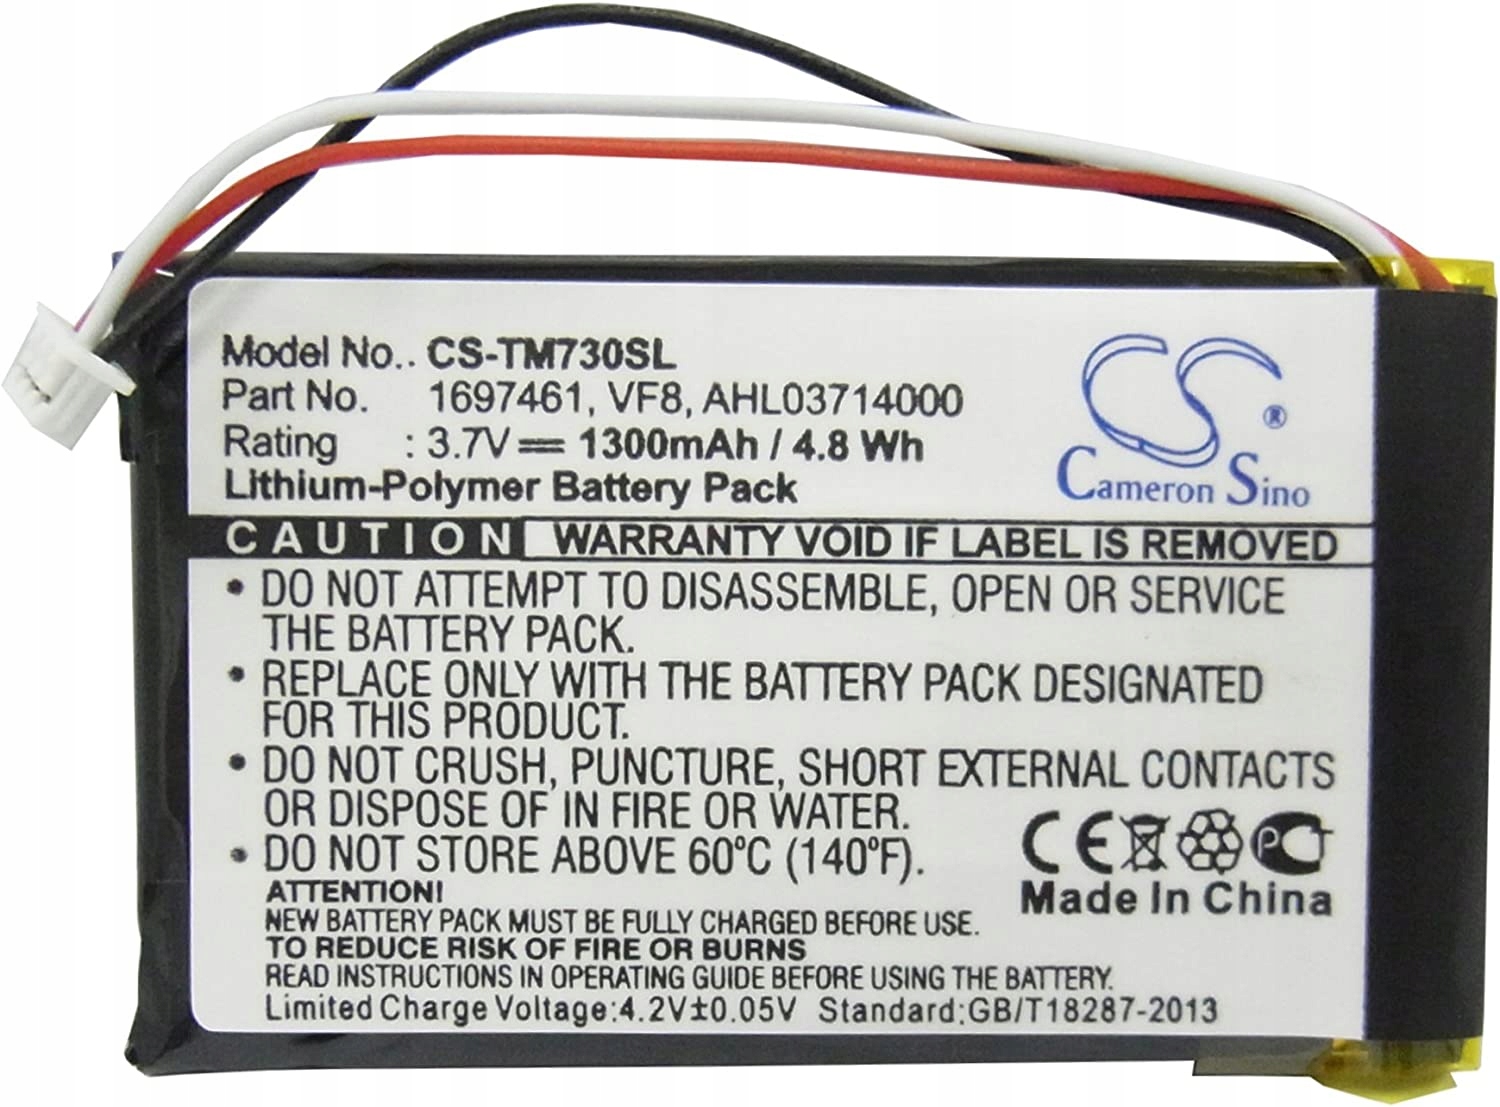 Model No.. CS-TM730SL
Part No. 1697461, VF8, AHL03714000
Rating : 3.7V⎓1300mAh / 4.8 Wh
Lithium-Polymer Battery Pack
CS®
Cameron Sino
CAUTION WARRANTY VOID IF LABEL IS REMOVED
• DO NOT ATTEMPT TO DISASSEMBLE, OPEN OR SERVICE
THE BATTERY PACK.
• REPLACE ONLY WITH THE BATTERY PACK DESIGNATED
FOR THIS PRODUCT.
• DO NOT CRUSH, PUNCTURE, SHORT EXTERNAL CONTACTS
OR DISPOSE OF IN FIRE OR WATER.
• DO NOT STORE ABOVE 60°C (140°F).
CE PC
Made In China
ATTENTION!
NEW BATTERY PACK MUST BE FULLY CHARGED BEFORE USE.
TO REDUCE RISK OF FIRE OR BURNS
READ INSTRUCTIONS IN OPERATING GUIDE BEFORE USING THE BATTERY.
Limited Charge Voltage:4.2V±0.05V Standard:GB/T18287-2013